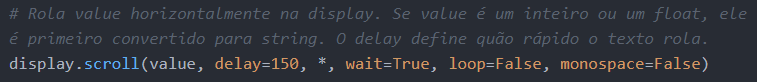 # Rola value horizontalmente na display. Se value é um inteiro ou um float, ele
é primeiro convertido para string. O delay define quão rápido o texto rola.
display.scroll(value, delay=150, *, wait=True, loop=False, monospace=False)